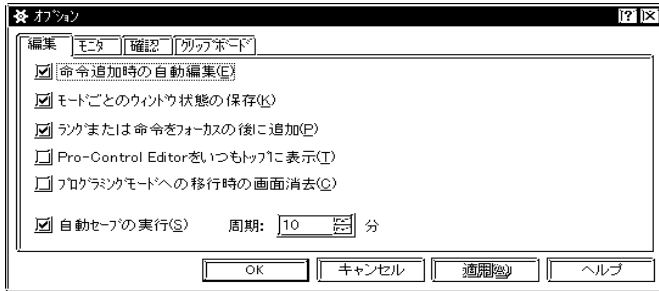 オプション
編集 モニタ 確認 クリップボード
命令追加時の自動編集(E)
モードごとのウィンドウ状態の保存(K)
ラングまたは命令をフォーカスの後に追加(P)
Pro-Control Editorをいつもトップに表示(T)
プログラミングモードへの移行時の画面消去(C)
自動セーブの実行(S) 周期: 10 分
OK キャンセル 適用(A) ヘルプ